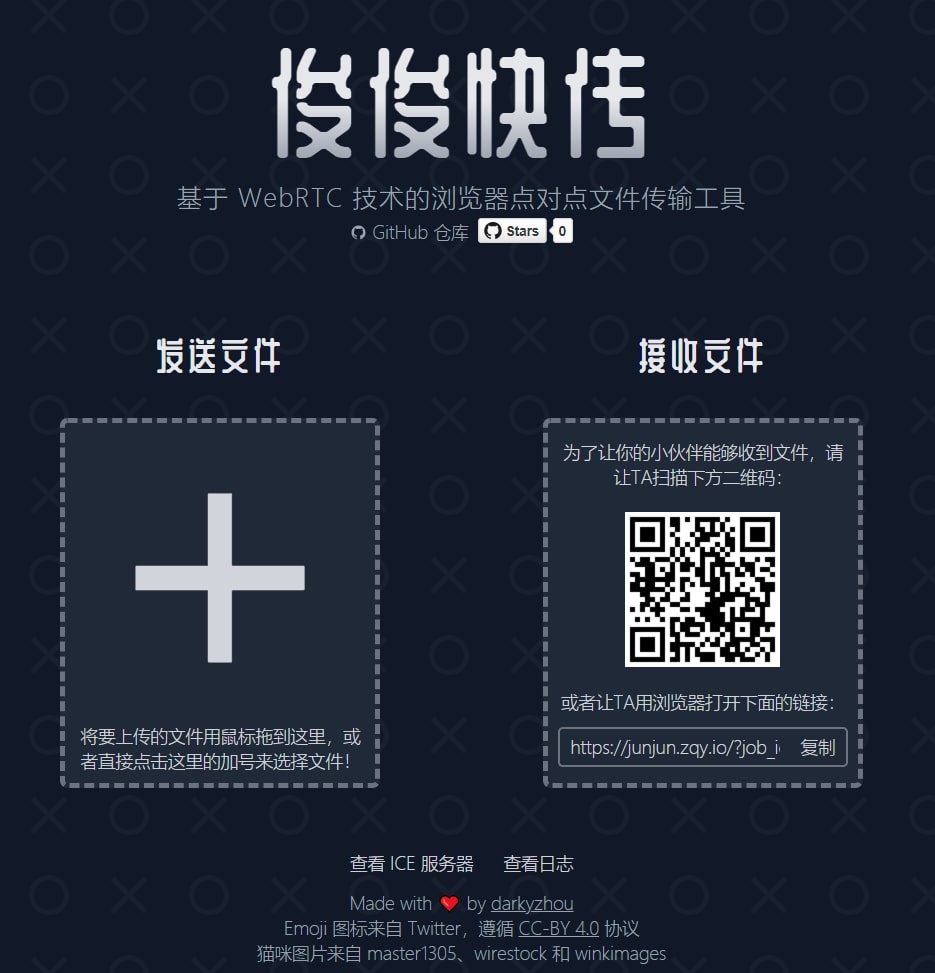 俊俊快传
基于 WebRTC 技术的浏览器点对点文件传输工具
GitHub 仓库 Stars 0
发送文件
将要上传的文件用鼠标拖到这里，或
者直接点击这里的加号来选择文件！
接收文件
为了让你的小伙伴能够收到文件，请
让TA扫描下方二维码：
或者让TA用浏览器打开下面的链接：
https://junjun.zqy.io/?job_i 复制
查看 ICE 服务器 查看日志
Made with ❤ by darkyzhou
Emoji 图标来自 Twitter，遵循 CC-BY 4.0 协议
猫咪图片来自 master1305、wirestock 和 winkimages